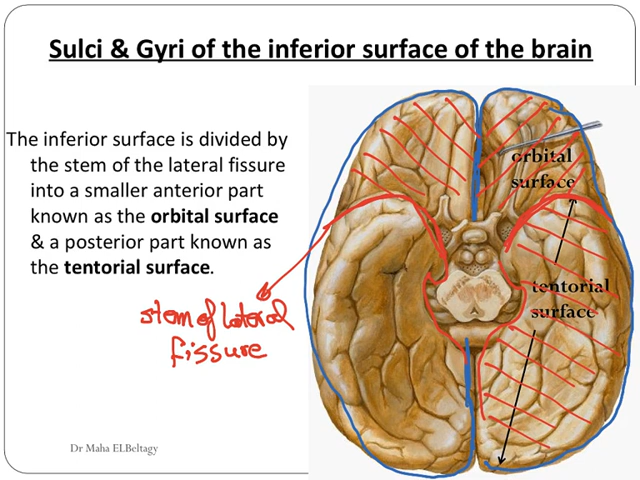 Sulci & Gyri of the inferior surface of the brain
The inferior surface is divided by
the stem of the lateral fissure
into a smaller anterior part
known as the orbital surface
& a posterior part known as
the tentorial surface.
stem of lateral
fissure
orbital
surface
tentorial
surface
Dr Maha ELBeltagy